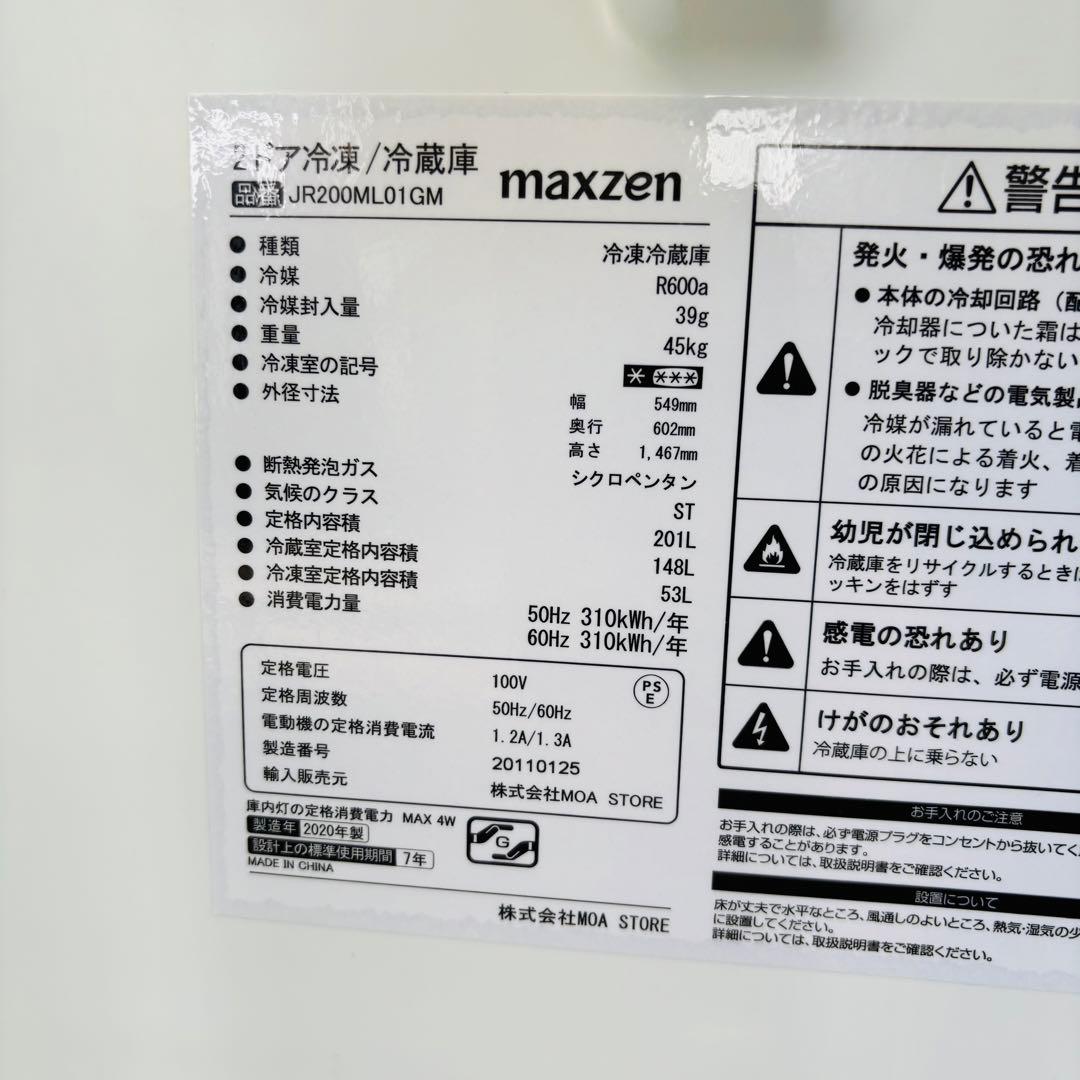 2ドア冷凍/冷蔵庫
品番 JR200ML01GM
maxzen
● 種類 冷凍冷蔵庫
● 冷媒 R600a
● 冷媒封入量 39g
● 重量 45kg
● 冷凍室の記号 * ***
● 外径寸法 幅 549mm
奥行 602mm
高さ 1,467mm
● 断熱発泡ガス シクロペンタン
● 気候のクラス ST
● 定格内容積 201L
● 冷蔵室定格内容積 148L
● 冷凍室定格内容積 53L
● 消費電力量 50Hz 310kWh/年
60Hz 310kWh/年
定格電圧 100V
PSE
定格周波数 50Hz/60Hz
電動機の定格消費電流 1.2A/1.3A
製造番号 20110125
輸入販売元 株式会社MOA STORE
庫内灯の定格消費電力 MAX 4W
製造年 2020年製
設計上の標準使用期間 7年
MADE IN CHINA
G
株式会社MOA STORE
警告
発火・爆発の恐れ
● 本体の冷却回路（配
冷却器についた霜は
ックで取り除かない
● 脱臭器などの電気製品
冷媒が漏れていると電
の火花による着火、着
の原因になります
幼児が閉じ込められ
冷蔵庫をリサイクルするときは
ッキンをはずす
感電の恐れあり
お手入れの際は、必ず電源
けがのおそれあり
冷蔵庫の上に乗らない
お手入れのご注意
お手入れの際は、必ず電源プラグをコンセントから抜いてく
感電することがあります。
詳細については、取扱説明書をご確認ください。
設置について
床が丈夫で水平なところ、風通しのよいところ、熱気・湿気の少
に設置してください。
詳細については、取扱説明書をご確認ください。